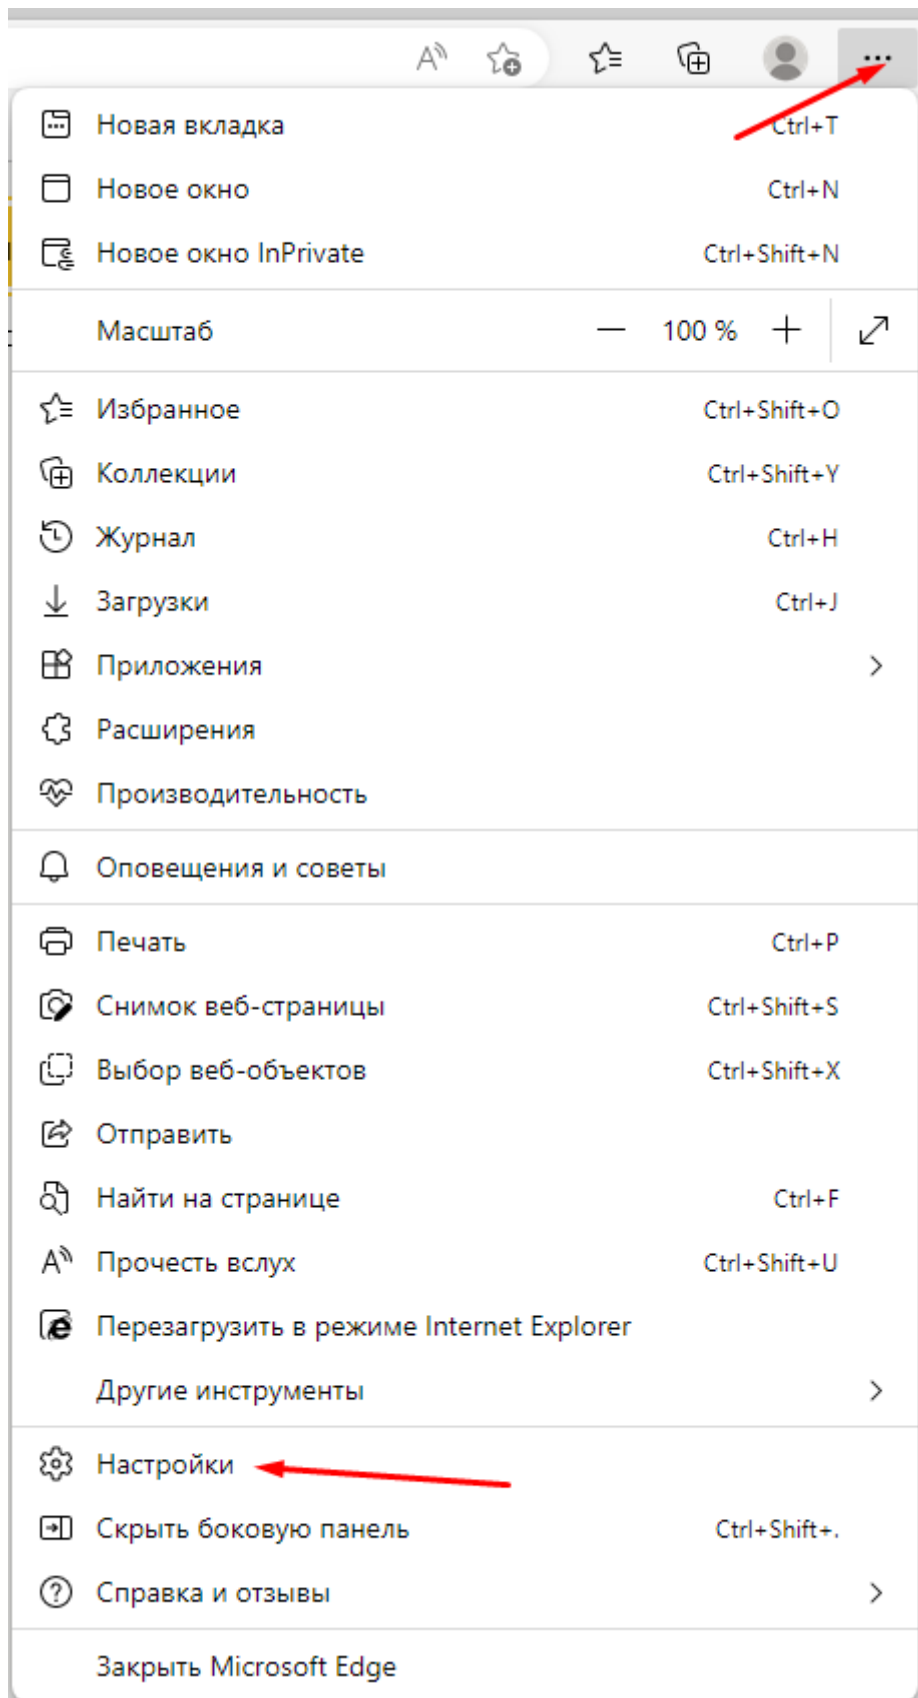 Новая вкладка Ctrl+T
Новое окно Ctrl+N
Новое окно InPrivate Ctrl+Shift+N
Масштаб — 100 % +
Избранное Ctrl+Shift+O
Коллекции Ctrl+Shift+Y
Журнал Ctrl+H
Загрузки Ctrl+J
Приложения
Расширения
Производительность
Оповещения и советы
Печать Ctrl+P
Снимок веб-страницы Ctrl+Shift+S
Выбор веб-объектов Ctrl+Shift+X
Отправить
Найти на странице Ctrl+F
Прочесть вслух Ctrl+Shift+U
Перезагрузить в режиме Internet Explorer
Другие инструменты
Настройки
Скрыть боковую панель Ctrl+Shift+.
Справка и отзывы
Закрыть Microsoft Edge